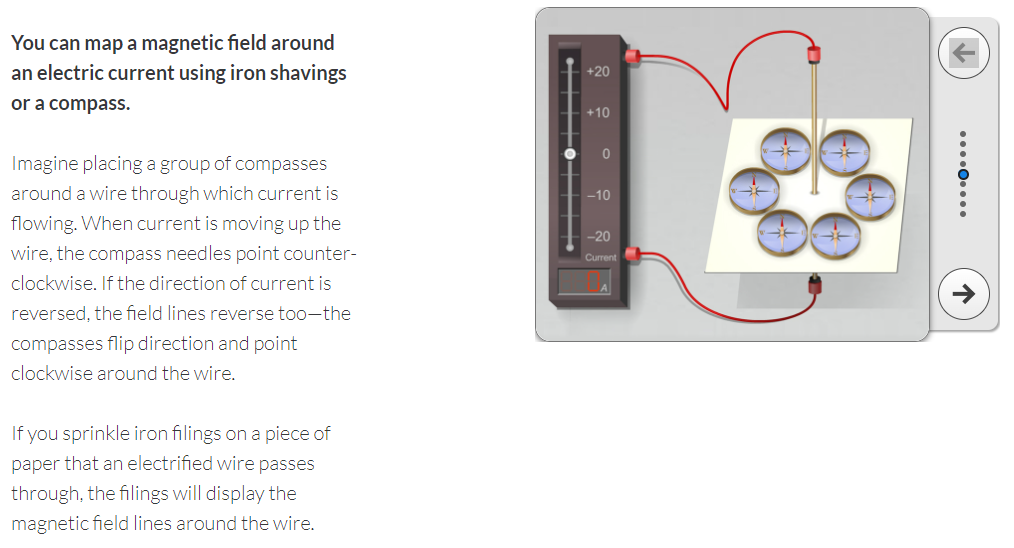 You can map a magnetic field around
an electric current using iron shavings
or a compass.
Imagine placing a group of compasses
around a wire through which current is
flowing. When current is moving up the
wire, the compass needles point counter-
clockwise. If the direction of current is
reversed, the field lines reverse too—the
compasses flip direction and point
clockwise around the wire.
If you sprinkle iron filings on a piece of
paper that an electrified wire passes
through, the filings will display the
magnetic field lines around the wire.
+20
+10
0
−10
−20
Current
0 A